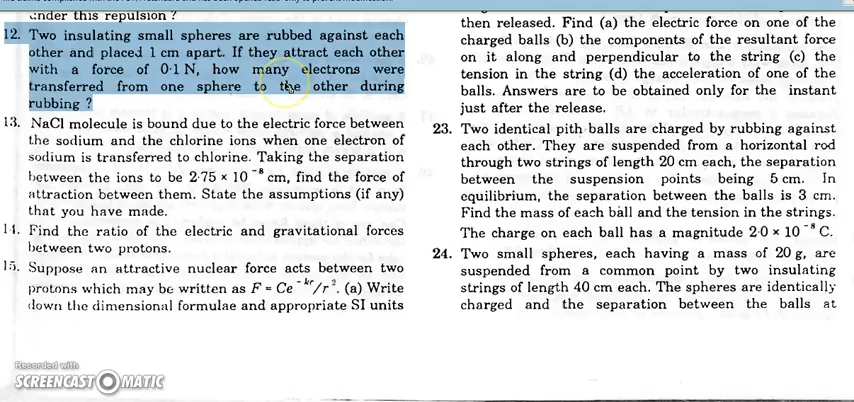 under this repulsion ?
12. Two insulating small spheres are rubbed against each
other and placed 1 cm apart. If they attract each other
with a force of 0·1 N, how many electrons were
transferred from one sphere to the other during
rubbing ?
13. NaCl molecule is bound due to the electric force between
the sodium and the chlorine ions when one electron of
sodium is transferred to chlorine. Taking the separation
between the ions to be 2·75 × 10⁻⁸ cm, find the force of
attraction between them. State the assumptions (if any)
that you have made.
14. Find the ratio of the electric and gravitational forces
between two protons.
15. Suppose an attractive nuclear force acts between two
protons which may be written as F = Ce⁻ᵏʳ/r². (a) Write
down the dimensional formulae and appropriate SI units
then released. Find (a) the electric force on one of the
charged balls (b) the components of the resultant force
on it along and perpendicular to the string (c) the
tension in the string (d) the acceleration of one of the
balls. Answers are to be obtained only for the instant
just after the release.
23. Two identical pith balls are charged by rubbing against
each other. They are suspended from a horizontal rod
through two strings of length 20 cm each, the separation
between the suspension points being 5 cm. In
equilibrium, the separation between the balls is 3 cm.
Find the mass of each ball and the tension in the strings.
The charge on each ball has a magnitude 2·0 × 10⁻⁸ C.
24. Two small spheres, each having a mass of 20 g, are
suspended from a common point by two insulating
strings of length 40 cm each. The spheres are identically
charged and the separation between the balls at
Recorded with
SCREENCAST O MATIC